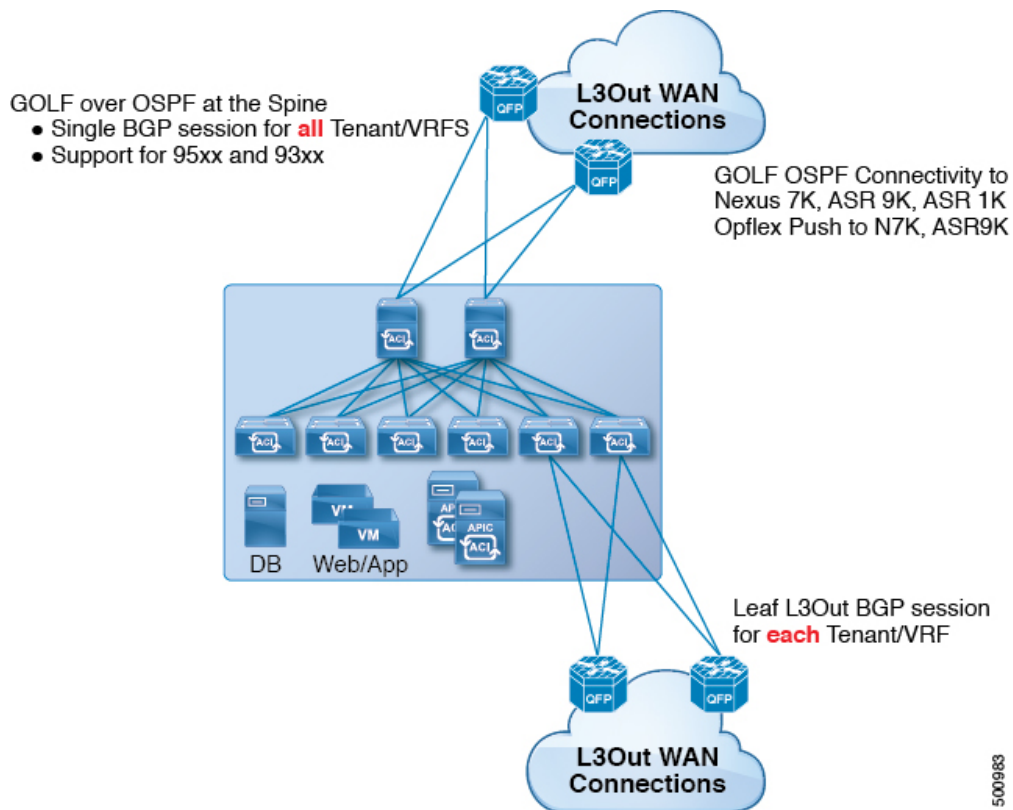 GOLF over OSPF at the Spine
● Single BGP session for all Tenant/VRFS
● Support for 95xx and 93xx
QFP
L3Out WAN
Connections
QFP
GOLF OSPF Connectivity to
Nexus 7K, ASR 9K, ASR 1K
Opflex Push to N7K, ASR9K
ACI
ACI
ACI
ACI
ACI
ACI
ACI
ACI
DB
VM
VM
Web/App
AP
AC
APIC
ACI
Leaf L3Out BGP session
for each Tenant/VRF
QFP
QFP
L3Out WAN
Connections
500983